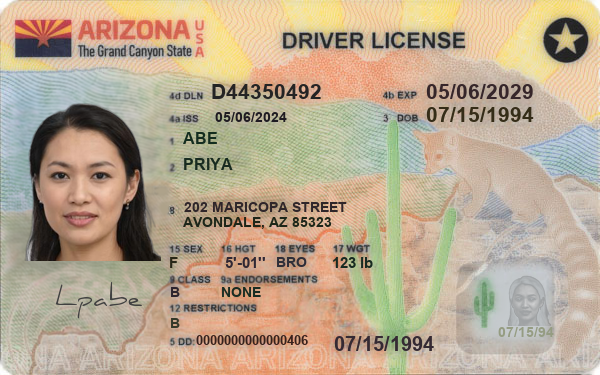 ARIZONA USA
The Grand Canyon State
DRIVER LICENSE
4d DLN D44350492
4b EXP 05/06/2029
4a ISS 05/06/2024
3 DOB 07/15/1994
1 ABE
2 PRIYA
8 202 MARICOPA STREET
AVONDALE, AZ 85323
15 SEX 16 HGT 18 EYES 17 WGT
F 5'-01" BRO 123 lb
9 CLASS 9a ENDORSEMENTS
B NONE
12 RESTRICTIONS
B
Lpabe
07/15/94
5 DD: 0000000000000406
07/15/1994
ARIZONA ARIZONA ARIZONA ARIZONA